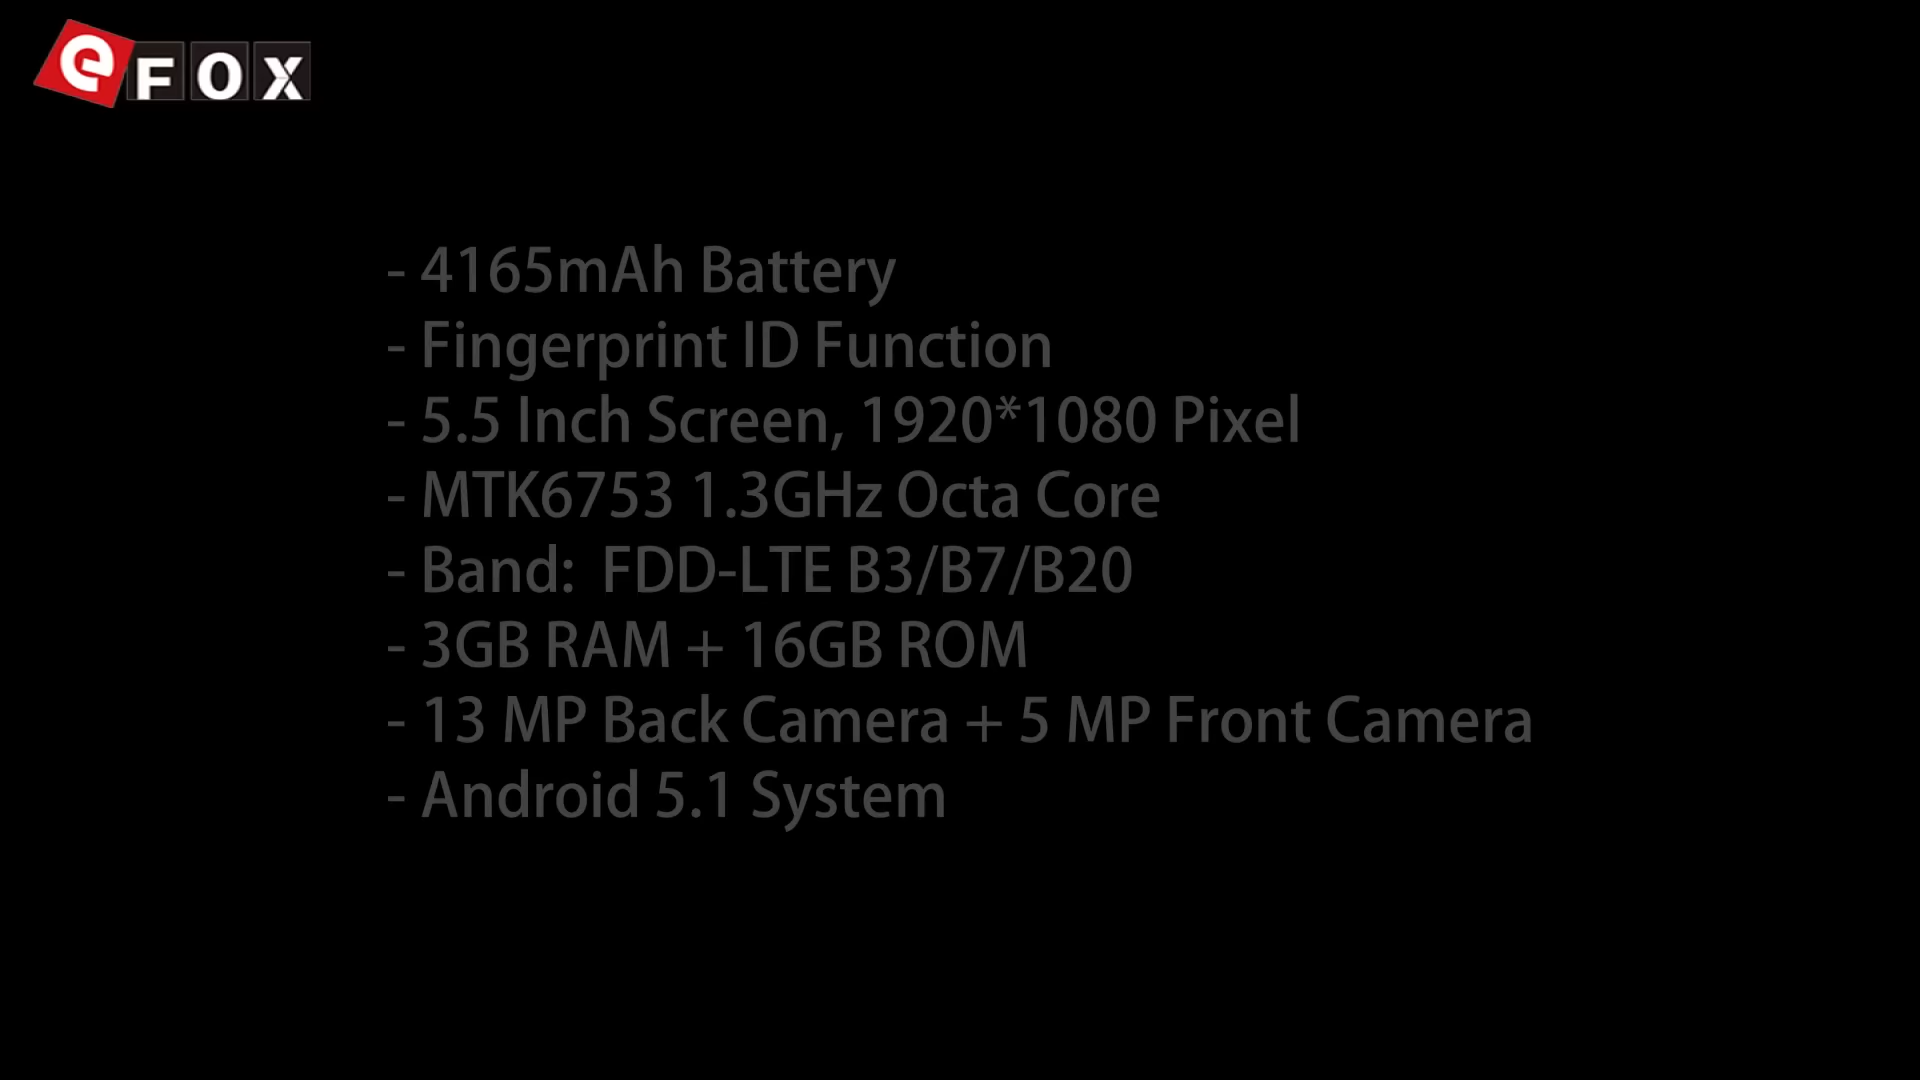 eFOX
- 4165mAh Battery
- Fingerprint ID Function
- 5.5 Inch Screen, 1920*1080 Pixel
- MTK6753 1.3GHz Octa Core
- Band:  FDD-LTE B3/B7/B20
- 3GB RAM + 16GB ROM
- 13 MP Back Camera + 5 MP Front Camera
- Android 5.1 System